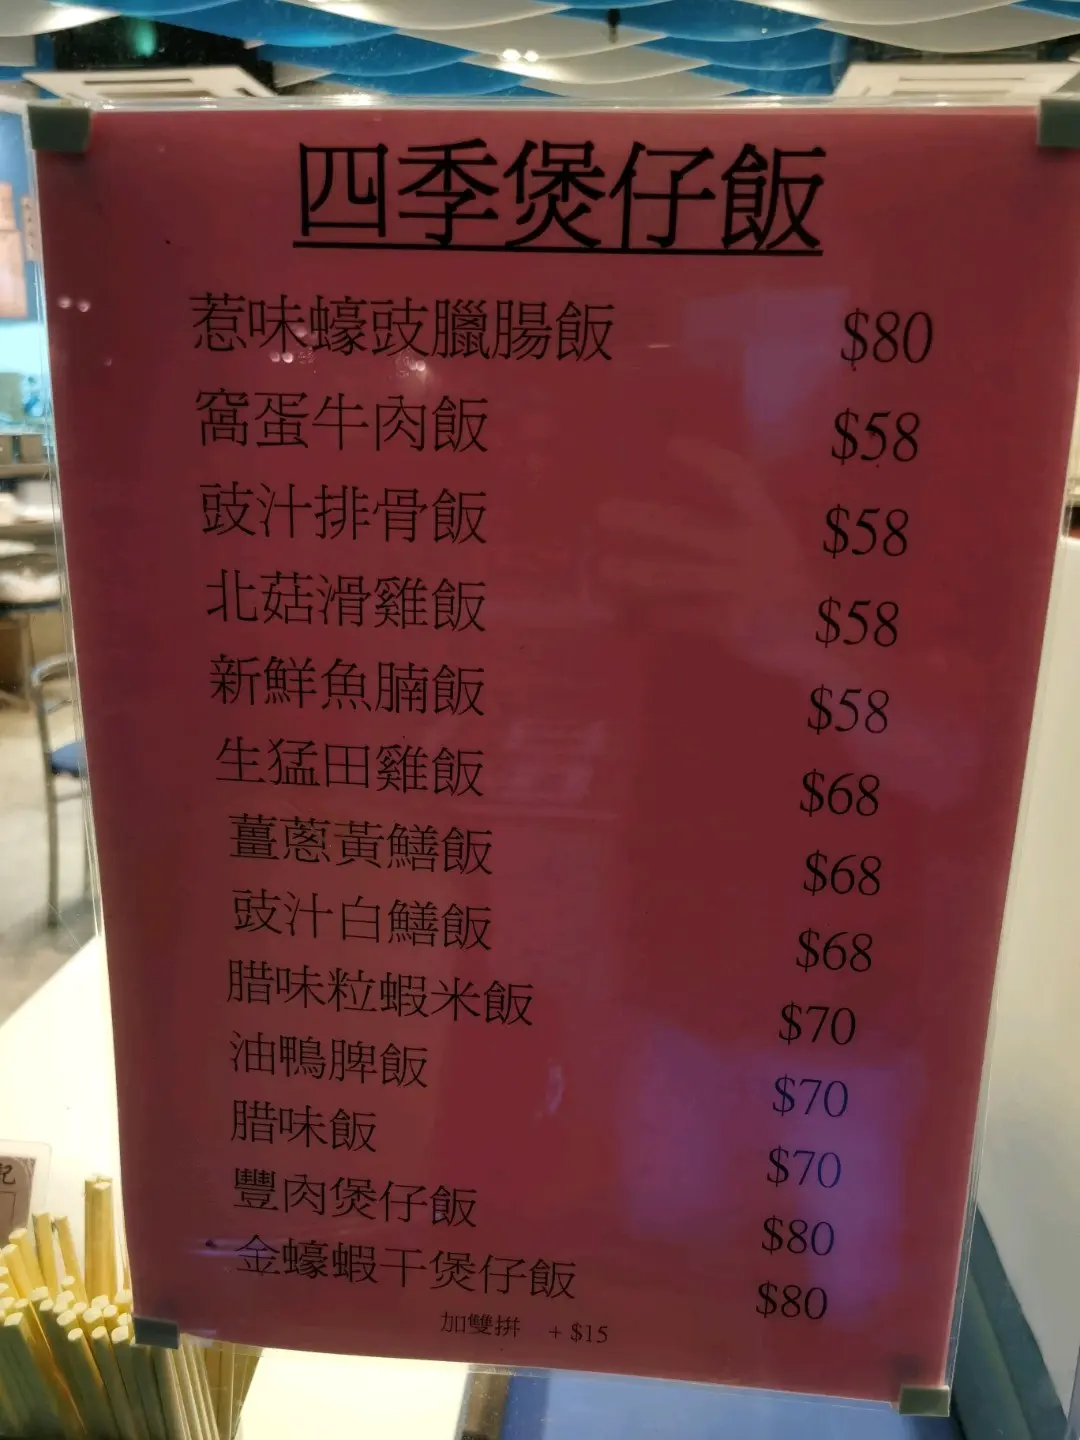 四季煲仔飯
惹味蠔豉臘腸飯 $80
窩蛋牛肉飯 $58
豉汁排骨飯 $58
北菇滑雞飯 $58
新鮮魚腩飯 $58
生猛田雞飯 $68
薑蔥黃鱔飯 $68
豉汁白鱔飯 $68
腊味粒蝦米飯 $70
油鴨脾飯 $70
腊味飯 $70
豐肉煲仔飯 $80
金蠔蝦干煲仔飯 $80
加雙拼 + $15